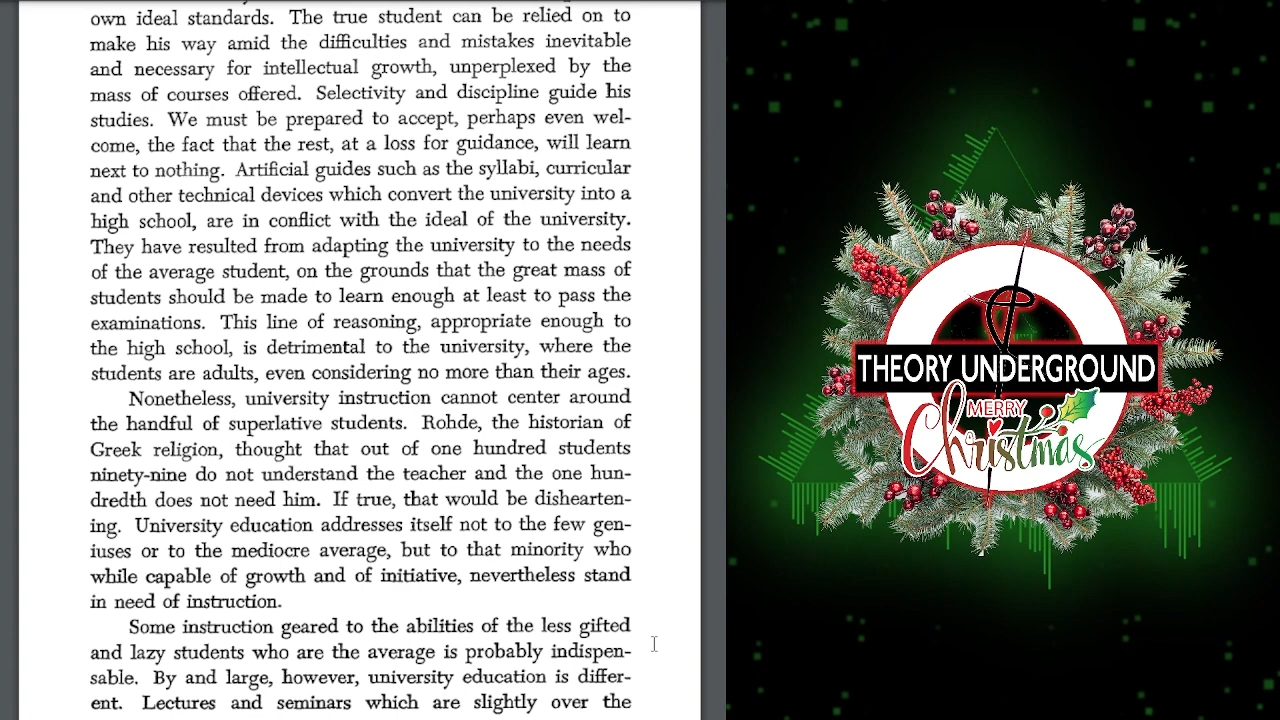 own ideal standards. The true student can be relied on to
make his way amid the difficulties and mistakes inevitable
and necessary for intellectual growth, unperplexed by the
mass of courses offered. Selectivity and discipline guide his
studies. We must be prepared to accept, perhaps even wel-
come, the fact that the rest, at a loss for guidance, will learn
next to nothing. Artificial guides such as the syllabi, curricular
and other technical devices which convert the university into a
high school, are in conflict with the ideal of the university.
They have resulted from adapting the university to the needs
of the average student, on the grounds that the great mass of
students should be made to learn enough at least to pass the
examinations. This line of reasoning, appropriate enough to
the high school, is detrimental to the university, where the
students are adults, even considering no more than their ages.
Nonetheless, university instruction cannot center around
the handful of superlative students. Rohde, the historian of
Greek religion, thought that out of one hundred students
ninety-nine do not understand the teacher and the one hun-
dredth does not need him. If true, that would be dishearten-
ing. University education addresses itself not to the few gen-
iuses or to the mediocre average, but to that minority who
while capable of growth and of initiative, nevertheless stand
in need of instruction.
Some instruction geared to the abilities of the less gifted
and lazy students who are the average is probably indispen-
sable. By and large, however, university education is differ-
ent. Lectures and seminars which are slightly over the
THEORY UNDERGROUND
MERRY
Christmas